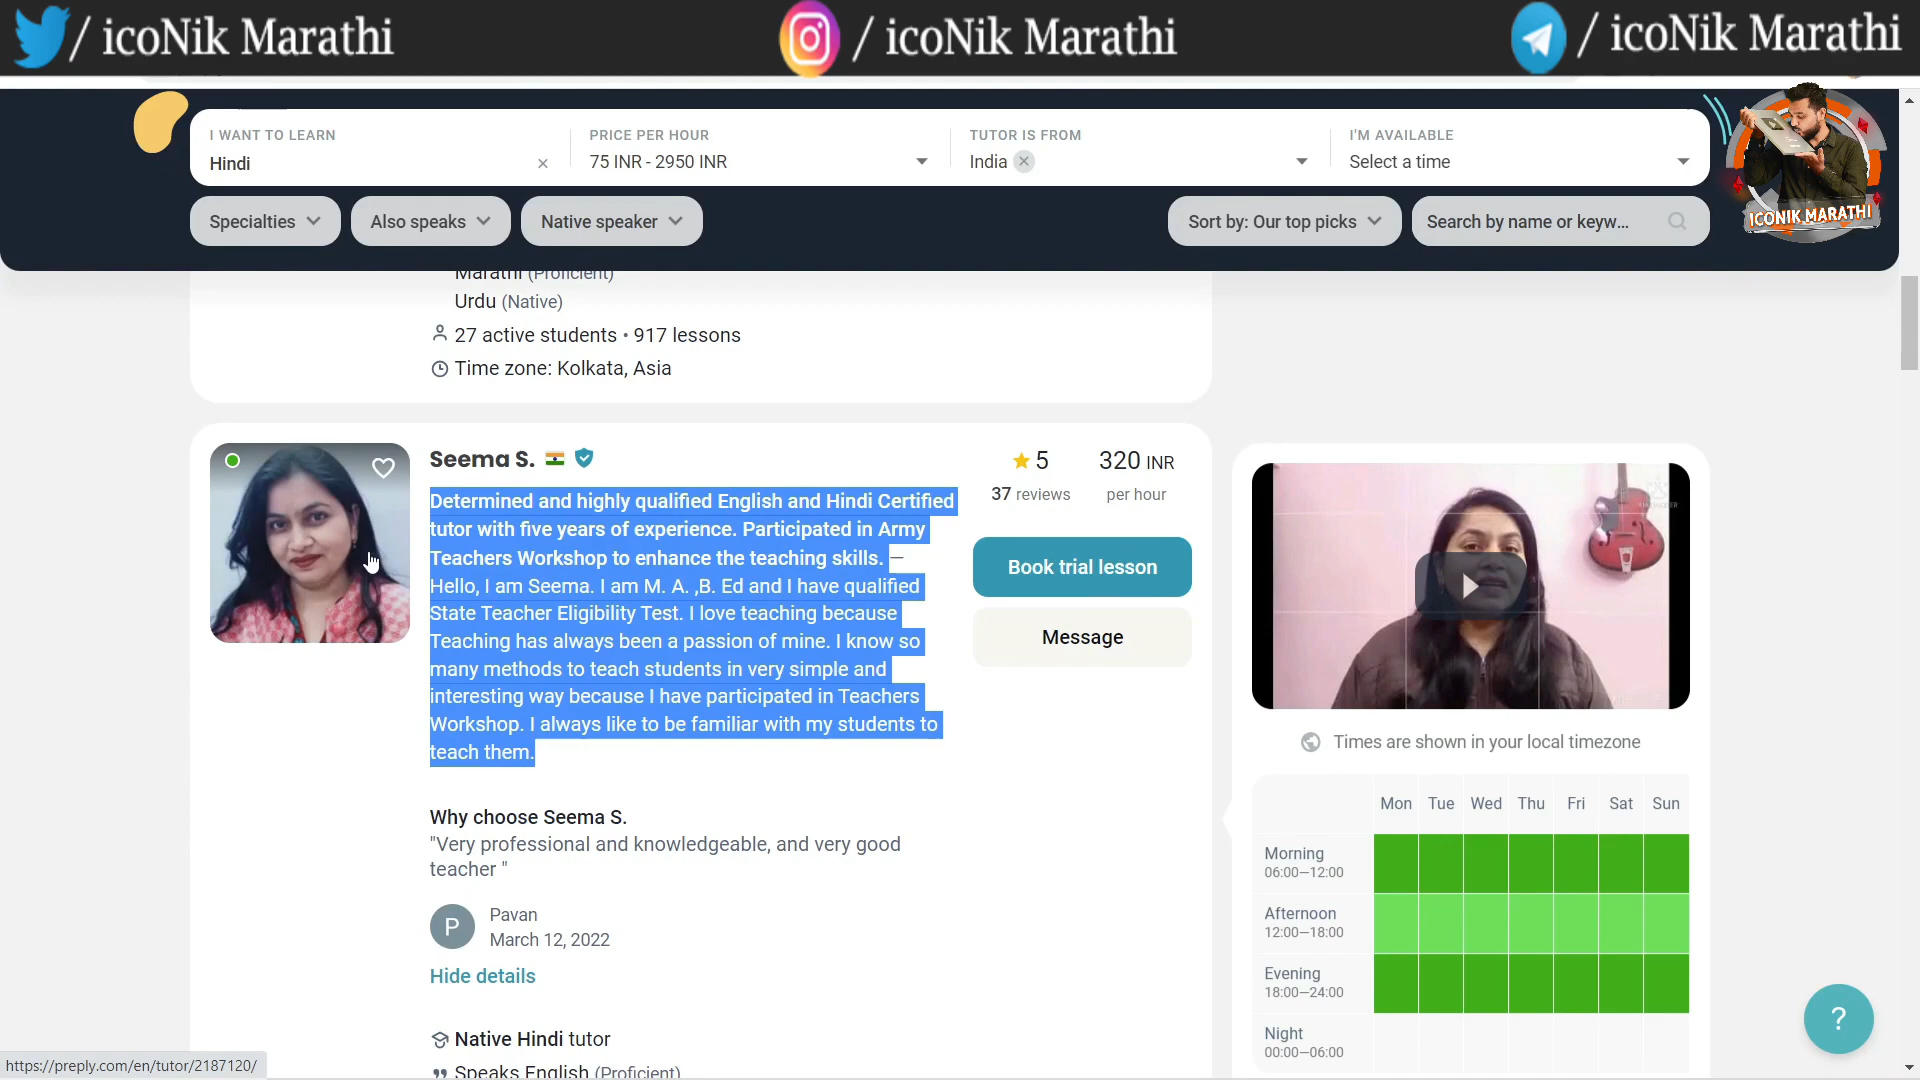 / icoNik Marathi
/ icoNik Marathi
/ icoNik Marathi
I WANT TO LEARN
Hindi
PRICE PER HOUR
75 INR - 2950 INR
TUTOR IS FROM
India
I'M AVAILABLE
Select a time
ICONIK MARATHI
Specialties
Also speaks
Native speaker
Sort by: Our top picks
Search by name or keyw...
Marathi (Proficient)
Urdu (Native)
27 active students • 917 lessons
Time zone: Kolkata, Asia
Seema S.
5
37 reviews
320 INR
per hour
Determined and highly qualified English and Hindi Certified
tutor with five years of experience. Participated in Army
Teachers Workshop to enhance the teaching skills. —
Hello, I am Seema. I am M. A. ,B. Ed and I have qualified
State Teacher Eligibility Test. I love teaching because
Teaching has always been a passion of mine. I know so
many methods to teach students in very simple and
interesting way because I have participated in Teachers
Workshop. I always like to be familiar with my students to
teach them.
Book trial lesson
Message
Why choose Seema S.
"Very professional and knowledgeable, and very good
teacher "
P
Pavan
March 12, 2022
Hide details
Native Hindi tutor
Speaks English (Proficient)
Times are shown in your local timezone
Mon Tue Wed Thu Fri Sat Sun
Morning
06:00—12:00
Afternoon
12:00—18:00
Evening
18:00—24:00
Night
00:00—06:00
?
https://preply.com/en/tutor/2187120/